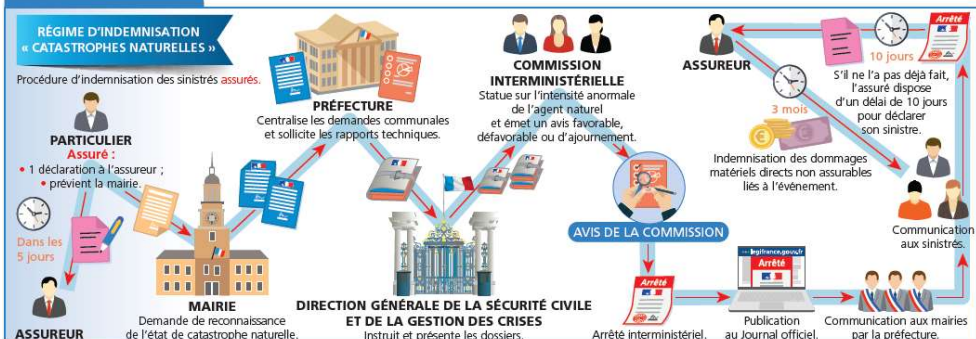 RÉGIME D'INDEMNISATION
« CATASTROPHES NATURELLES »
Procédure d'indemnisation des sinistrés assurés.
PARTICULIER
Assuré :
• 1 déclaration à l'assureur ;
• prévient la mairie.
Dans les
5 jours
ASSUREUR
MAIRIE
Demande de reconnaissance
de l'état de catastrophe naturelle.
PRÉFECTURE
Centralise les demandes communales
et sollicite les rapports techniques.
DIRECTION GÉNÉRALE DE LA SÉCURITÉ CIVILE
ET DE LA GESTION DES CRISES
Instruit et présente les dossiers.
COMMISSION
INTERMINISTÉRIELLE
Statue sur l'intensité anormale
de l'agent naturel
et émet un avis favorable,
défavorable ou d'ajournement.
AVIS DE LA COMMISSION
Arrêté
Arrêté interministériel.
legifrance.gouv.fr
Arrêté
Publication
au Journal officiel.
Communication aux mairies
par la préfecture.
Communication
aux sinistrés.
Arrêté
10 jours
S'il ne l'a pas déjà fait,
l'assuré dispose
d'un délai de 10 jours
pour déclarer
son sinistre.
ASSUREUR
3 mois
Indemnisation des dommages
matériels directs non assurables
liés à l'événement.